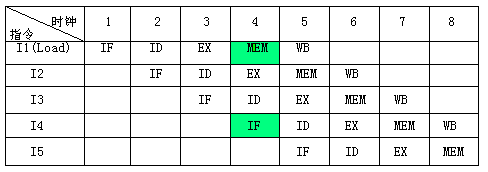 时钟 1 2 3 4 5 6 7 8
指令
I1(Load) IF ID EX MEM WB
I2 IF ID EX MEM WB
I3 IF ID EX MEM WB
I4 IF ID EX MEM WB
I5 IF ID EX MEM